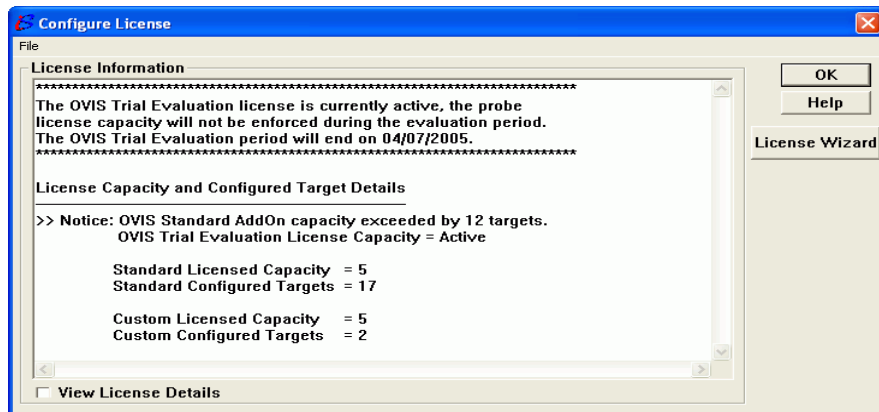 Configure License
File
License Information
OK
Help
License Wizard
***************************************************************************
The OVIS Trial Evaluation license is currently active, the probe
license capacity will not be enforced during the evaluation period.
The OVIS Trial Evaluation period will end on 04/07/2005.
***************************************************************************
License Capacity and Configured Target Details
>> Notice: OVIS Standard AddOn capacity exceeded by 12 targets.
OVIS Trial Evaluation License Capacity = Active
Standard Licensed Capacity = 5
Standard Configured Targets = 17
Custom Licensed Capacity = 5
Custom Configured Targets = 2
View License Details